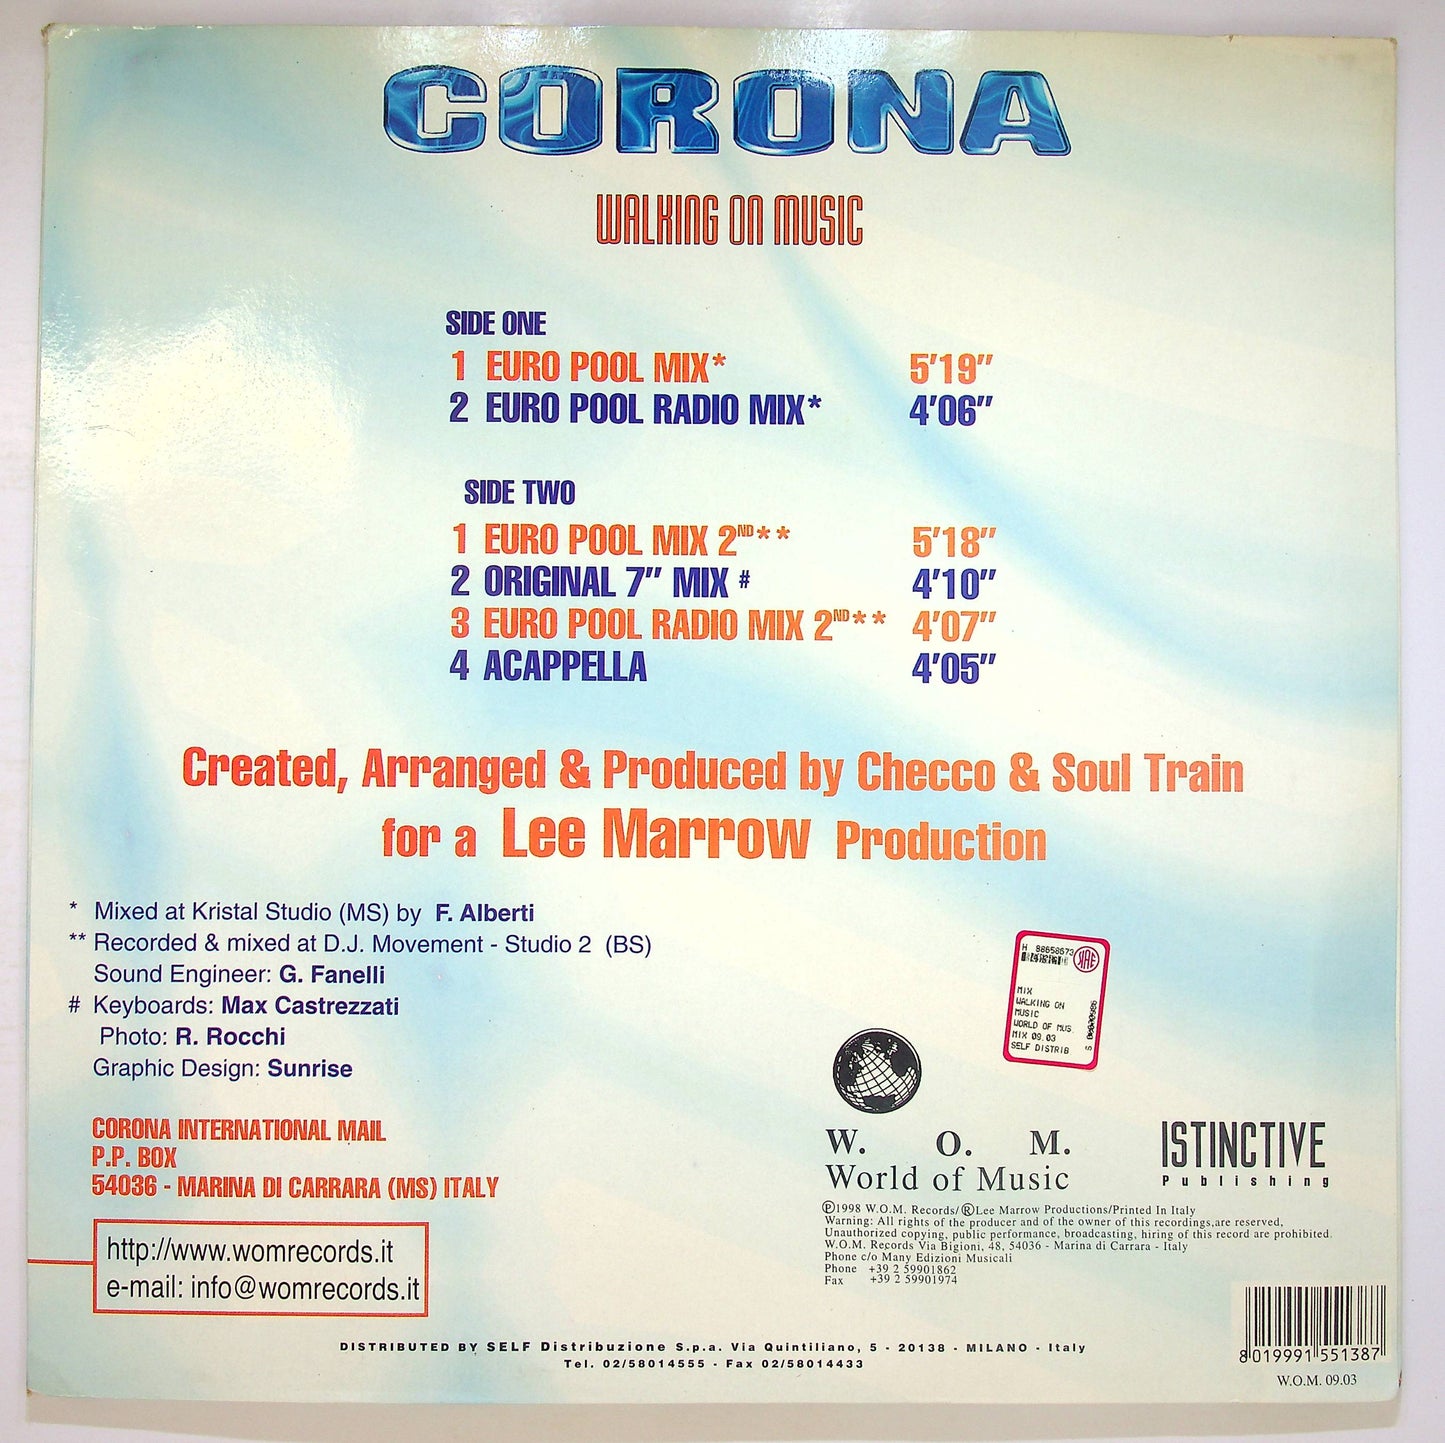 CORONA
WALKING ON MUSIC
SIDE ONE
1 EURO POOL MIX* 5'19"
2 EURO POOL RADIO MIX* 4'06"
SIDE TWO
1 EURO POOL MIX 2ND** 5'18"
2 ORIGINAL 7" MIX # 4'10"
3 EURO POOL RADIO MIX 2ND** 4'07"
4 ACAPPELLA 4'05"
Created, Arranged & Produced by Checco & Soul Train
for a Lee Marrow Production
* Mixed at Kristal Studio (MS) by F. Alberti
** Recorded & mixed at D.J. Movement - Studio 2 (BS)
Sound Engineer: G. Fanelli
# Keyboards: Max Castrezzati
Photo: R. Rocchi
Graphic Design: Sunrise
CORONA INTERNATIONAL MAIL
P.P. BOX
54036 - MARINA DI CARRARA (MS) ITALY
http://www.womrecords.it
e-mail: info@womrecords.it
H 98658673
MIX
WALKING ON
MUSIC
WORLD OF MUS.
MIX 09.03
SELF DISTRIB
W. O. M.
World of Music
ISTINCTIVE
Publishing
℗1998 W.O.M. Records/®Lee Marrow Productions/Printed In Italy
Warning: All rights of the producer and of the owner of this recordings,are reserved,
Unauthorized copying, public performance, broadcasting, hiring of this record are prohibited.
W.O.M. Records Via Bigioni, 48, 54036 - Marina di Carrara - Italy
Phone c/o Many Edizioni Musicali
Phone +39 2 59901862
Fax +39 2 59901974
DISTRIBUTED BY SELF Distribuzione S.p.a. Via Quintiliano, 5 - 20138 - MILANO - Italy
Tel. 02/58014555 - Fax 02/58014433
8 019991 551387
W.O.M. 09.03